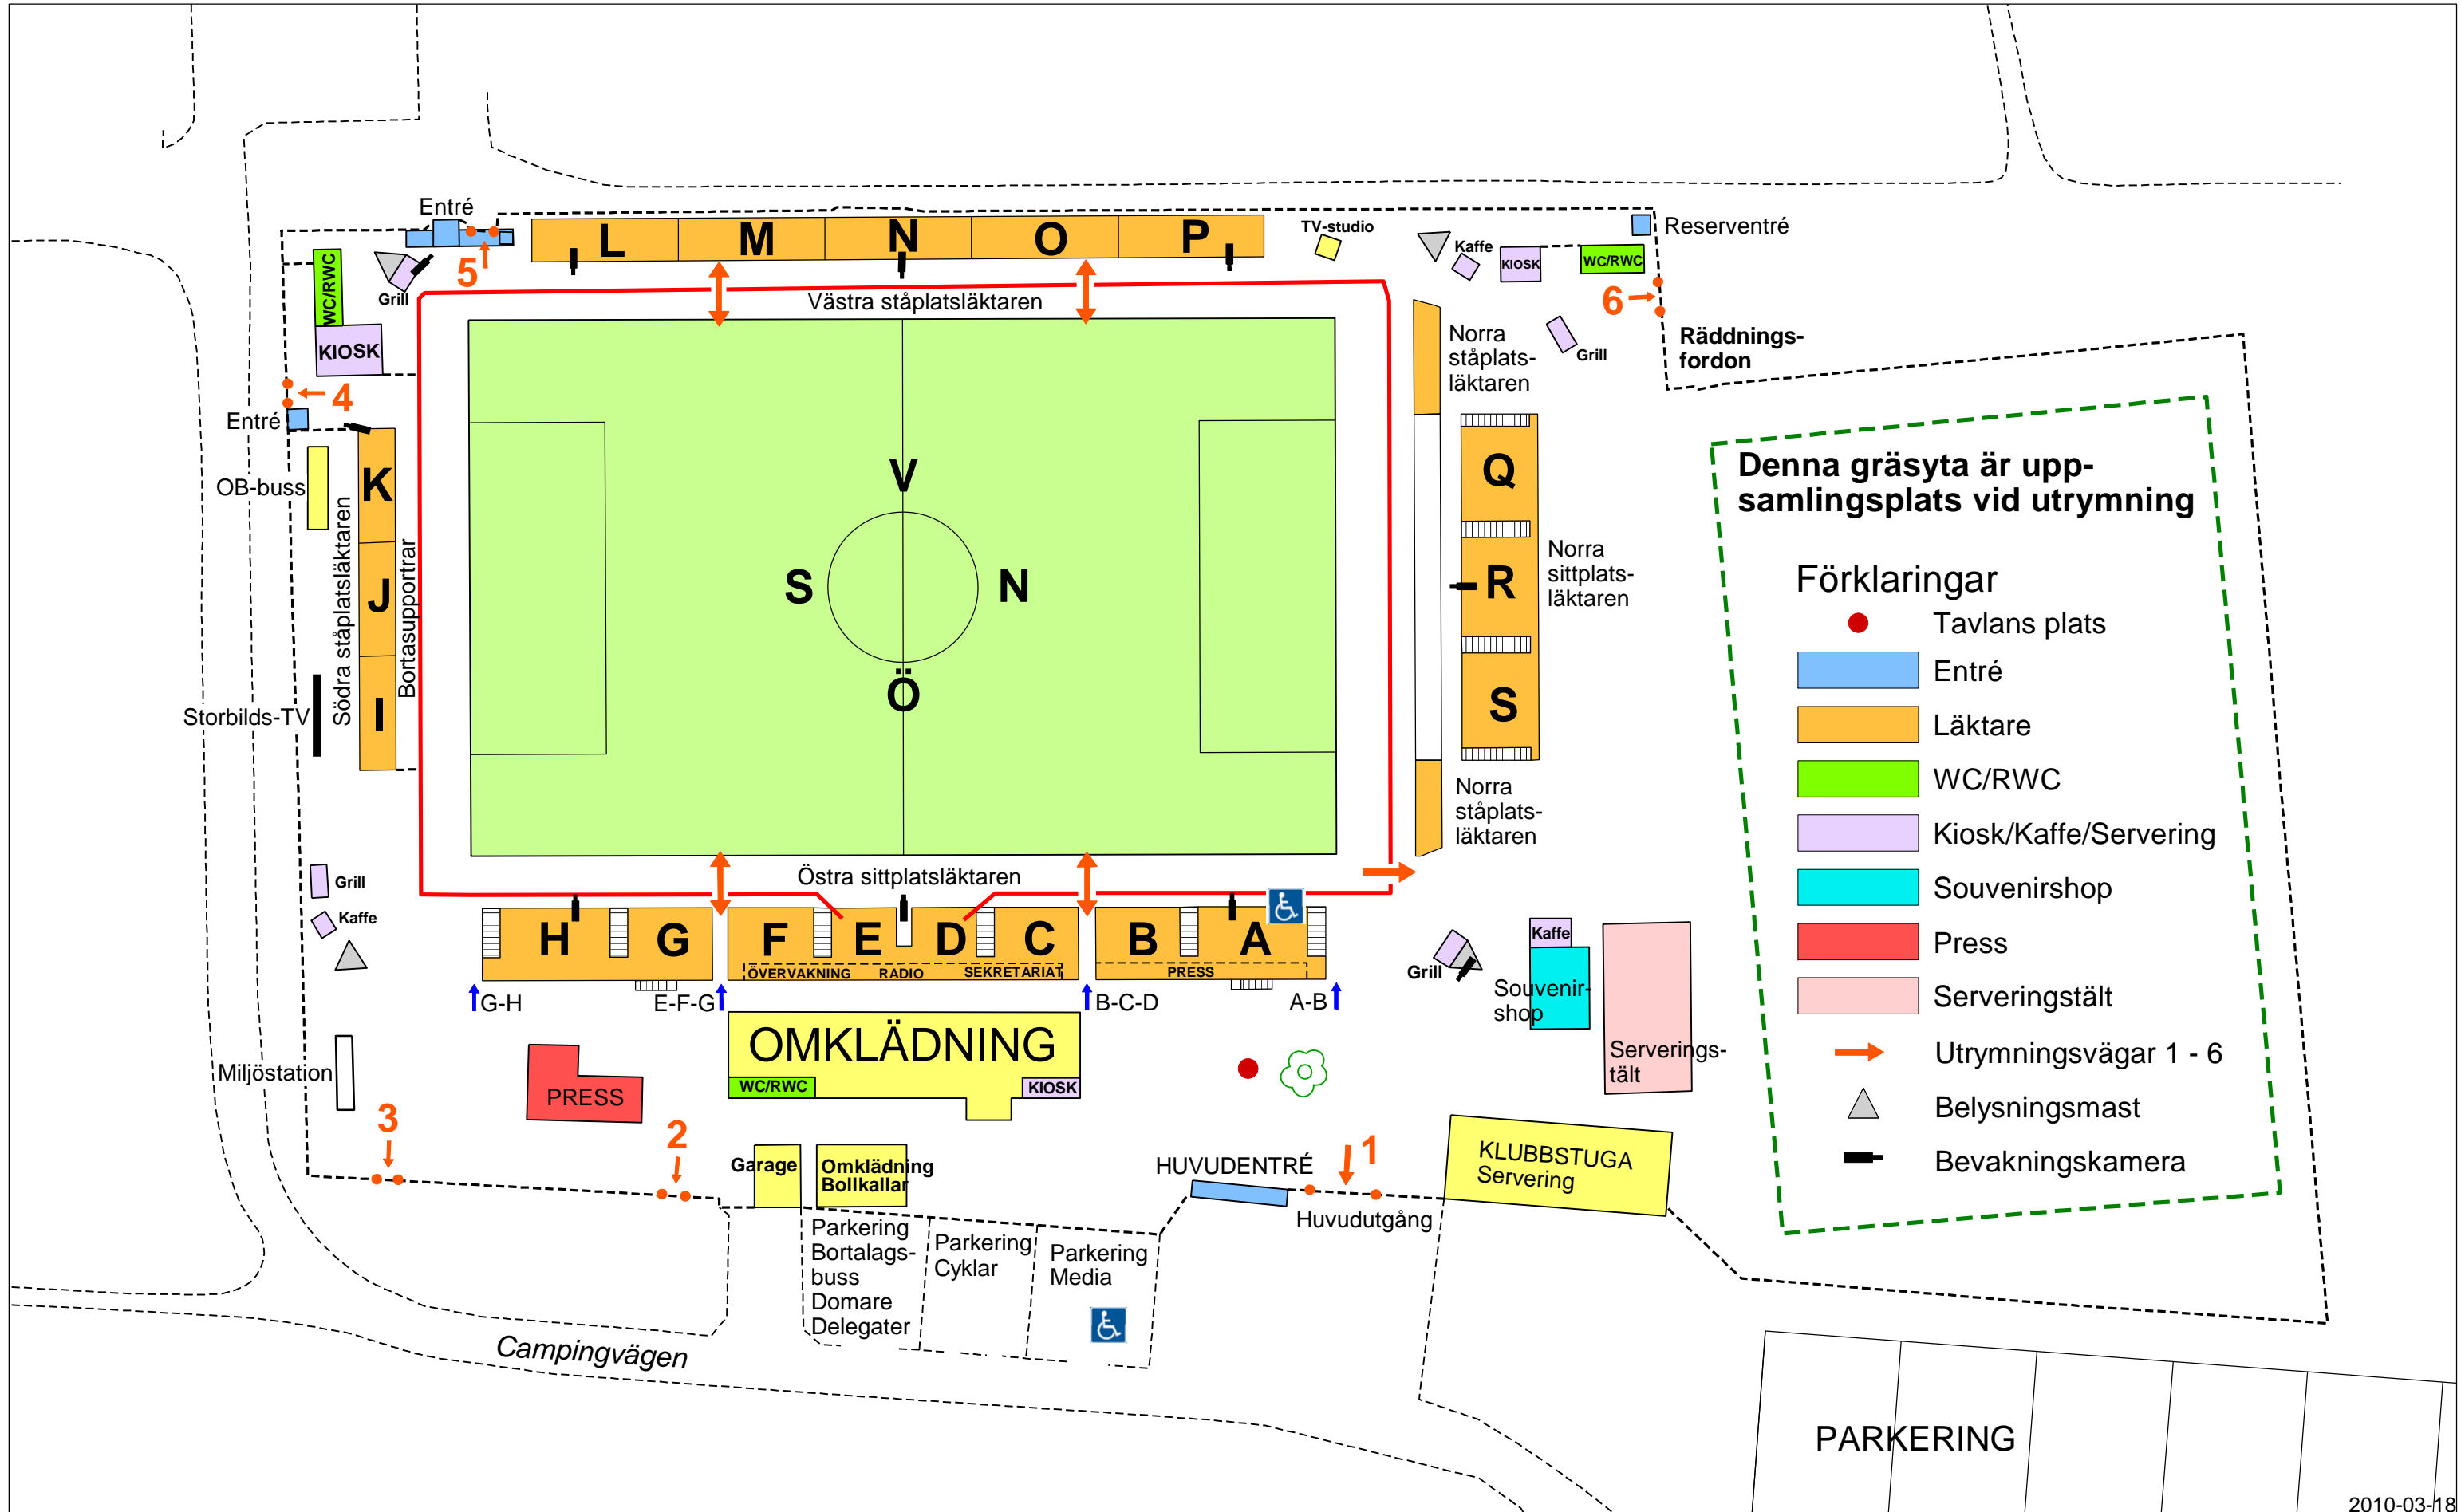 Entré
5
WC/RWC
Grill
KIOSK
4
Entré
L
M
N
O
P
TV-studio
Kaffe
KIOSK
WC/RWC
Reserventré
6
Grill
Räddnings-
fordon
Västra ståplatsläktaren
Norra
ståplats-
läktaren
OB-buss
Södra ståplatsläktaren
K
J
I
Bortasupportrar
Storbilds-TV
V
S
N
Ö
Q
R
S
Norra
sittplats-
läktaren
Norra
ståplats-
läktaren
Denna gräsyta är upp-
samlingsplats vid utrymning
Förklaringar
Tavlans plats
Entré
Läktare
WC/RWC
Kiosk/Kaffe/Servering
Souvenirshop
Press
Serveringstält
Utrymningsvägar 1 - 6
Belysningsmast
Bevakningskamera
Östra sittplatsläktaren
Grill
Kaffe
H
G
F
E
D
C
B
A
ÖVERVAKNING
RADIO
SEKRETARIAT
PRESS
G-H
E-F-G
B-C-D
A-B
Grill
Kaffe
Souvenir-
shop
Serverings-
tält
OMKLÄDNING
WC/RWC
KIOSK
Miljöstation
PRESS
3
2
Garage
Omklädning
Bollkallar
HUVUDENTRÉ
1
Huvudutgång
KLUBBSTUGA
Servering
Parkering
Bortalags-
buss
Domare
Delegater
Parkering
Cyklar
Parkering
Media
Campingvägen
PARKERING
2010-03-18